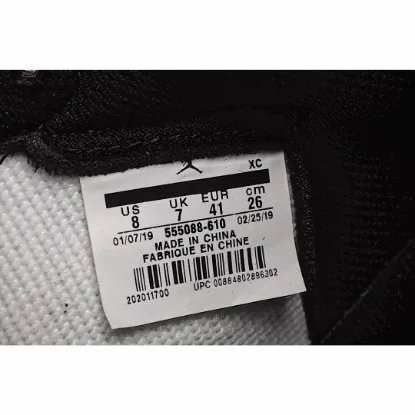 XC
US UK EUR cm
8 7 41 26
01/07/19 02/25/19
555088-610
MADE IN CHINA
FABRIQUE EN CHINE
202011700
UPC 00884802896302